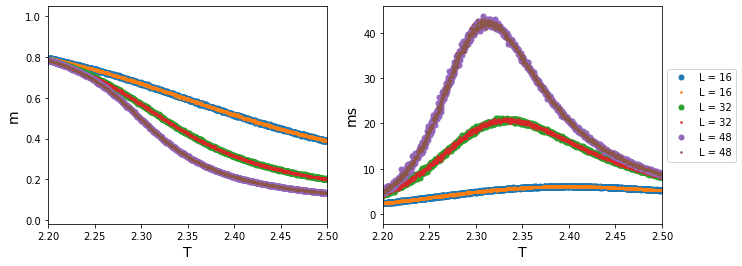 1.0
0.8
0.6
0.4
0.2
0.0
m
2.20 2.25 2.30 2.35 2.40 2.45 2.50
T
40
30
20
10
0
ms
2.20 2.25 2.30 2.35 2.40 2.45 2.50
T
L = 16
L = 16
L = 32
L = 32
L = 48
L = 48